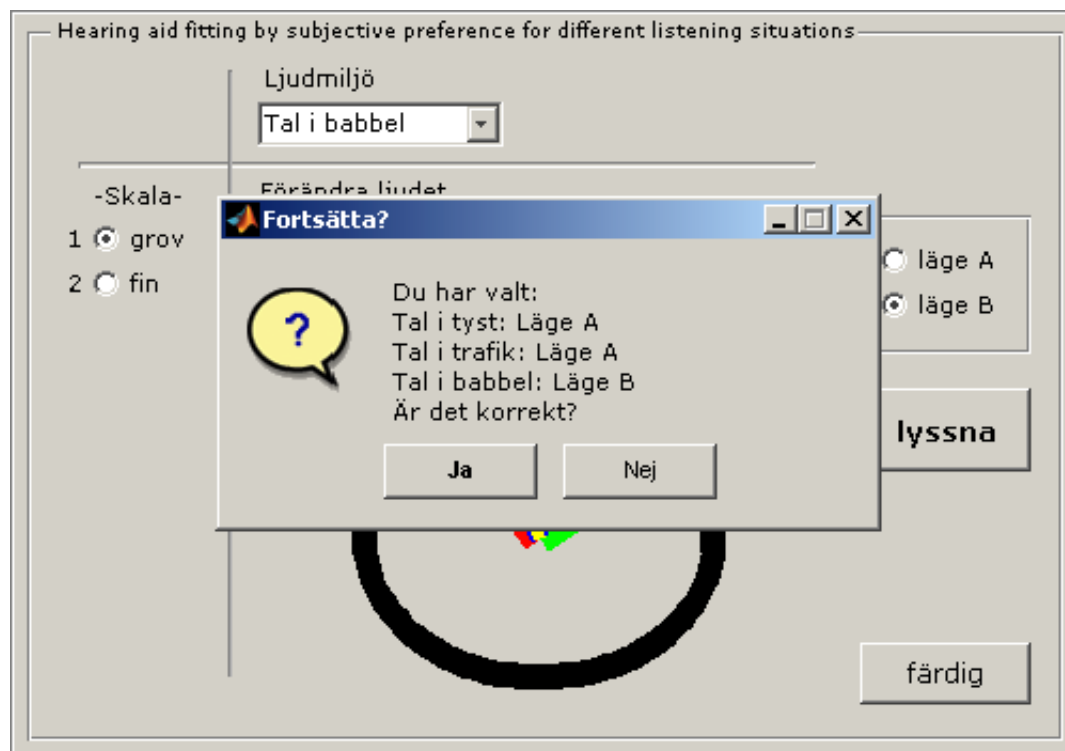 Hearing aid fitting by subjective preference for different listening situations
Ljudmiljö
Tal i babbel
-Skala-
1 grov
2 fin
Förändra ljudet
Fortsätta?
Du har valt:
Tal i tyst: Läge A
Tal i trafik: Läge A
Tal i babbel: Läge B
Är det korrekt?
Ja
Nej
läge A
läge B
lyssna
färdig